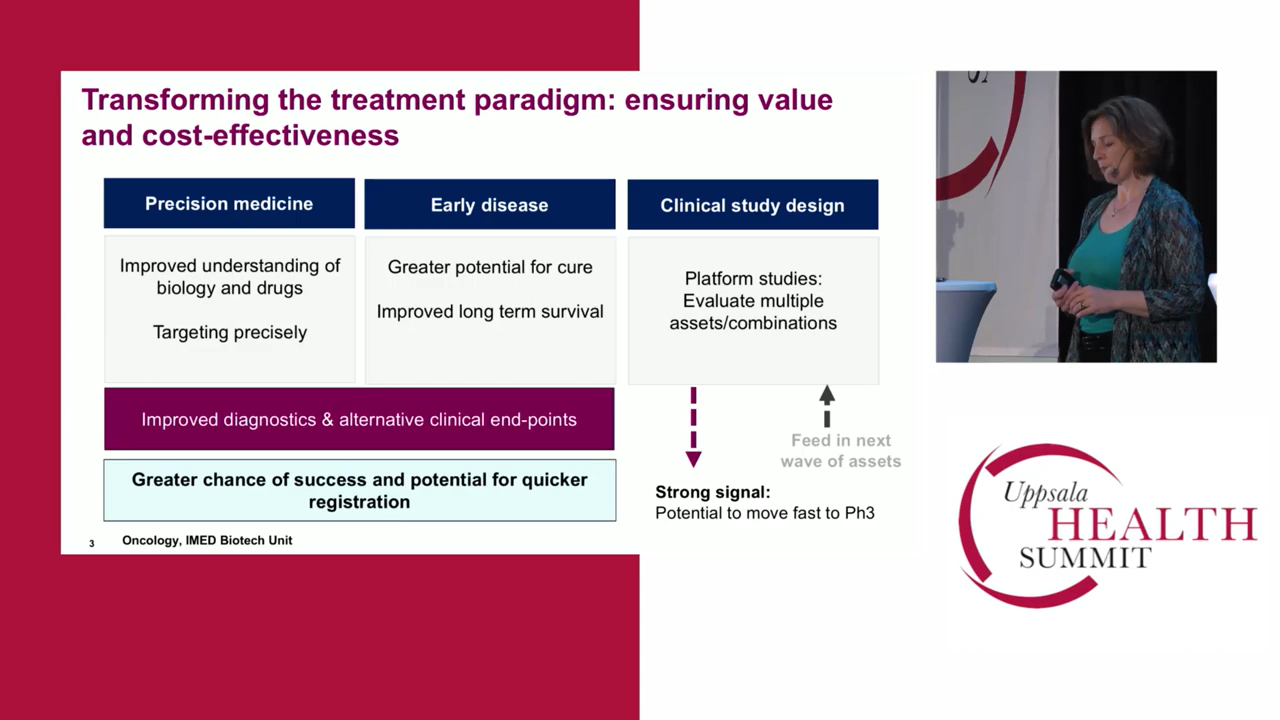 Transforming the treatment paradigm: ensuring value
and cost-effectiveness
Precision medicine
Improved understanding of
biology and drugs
Targeting precisely
Early disease
Greater potential for cure
Improved long term survival
Clinical study design
Platform studies:
Evaluate multiple
assets/combinations
Improved diagnostics & alternative clinical end-points
Greater chance of success and potential for quicker
registration
Feed in next
wave of assets
Strong signal:
Potential to move fast to Ph3
3 Oncology, IMED Biotech Unit
Uppsala
HEALTH
SUMMIT